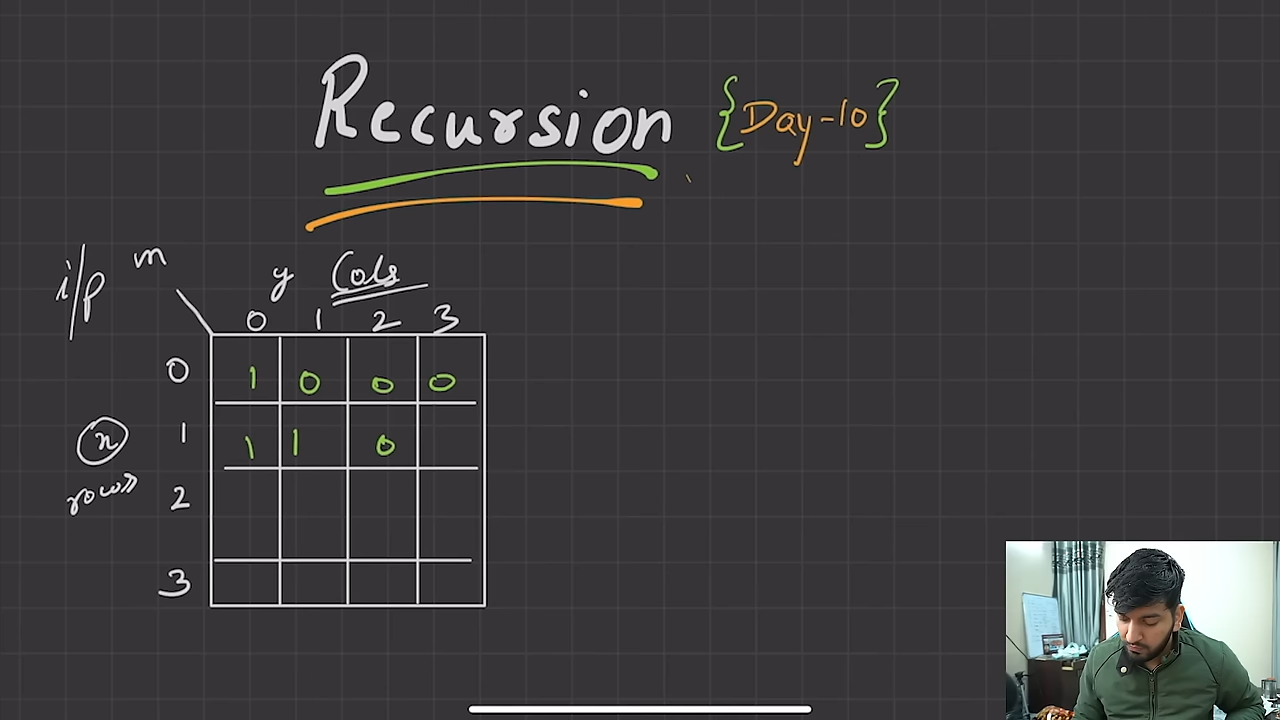 Recursion {Day-10}
i/p m
y Cols
0 1 2 3
0 1 0 0 0
x 1 1 1 0
rows 2
3